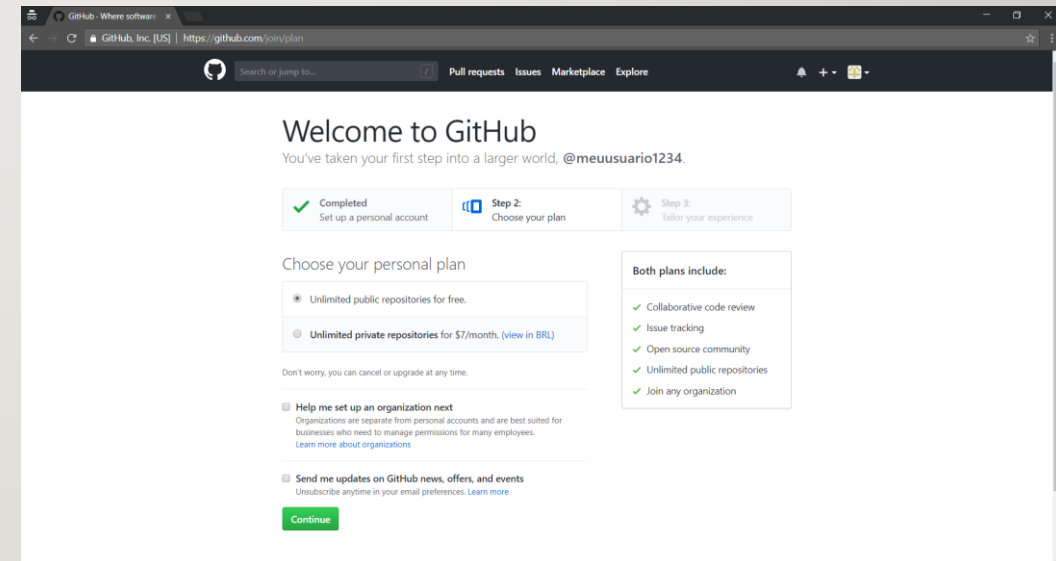 GitHub · Where software
GitHub, Inc. [US] | https://github.com/join/plan
Search or jump to...
/
Pull requests Issues Marketplace Explore
Welcome to GitHub
You've taken your first step into a larger world, @meuusuario1234.
Completed
Set up a personal account
Step 2:
Choose your plan
Step 3:
Tailor your experience
Choose your personal plan
Unlimited public repositories for free.
Unlimited private repositories for $7/month. (view in BRL)
Don't worry, you can cancel or upgrade at any time.
Help me set up an organization next
Organizations are separate from personal accounts and are best suited for
businesses who need to manage permissions for many employees.
Learn more about organizations
Send me updates on GitHub news, offers, and events
Unsubscribe anytime in your email preferences. Learn more
Continue
Both plans include:
Collaborative code review
Issue tracking
Open source community
Unlimited public repositories
Join any organization